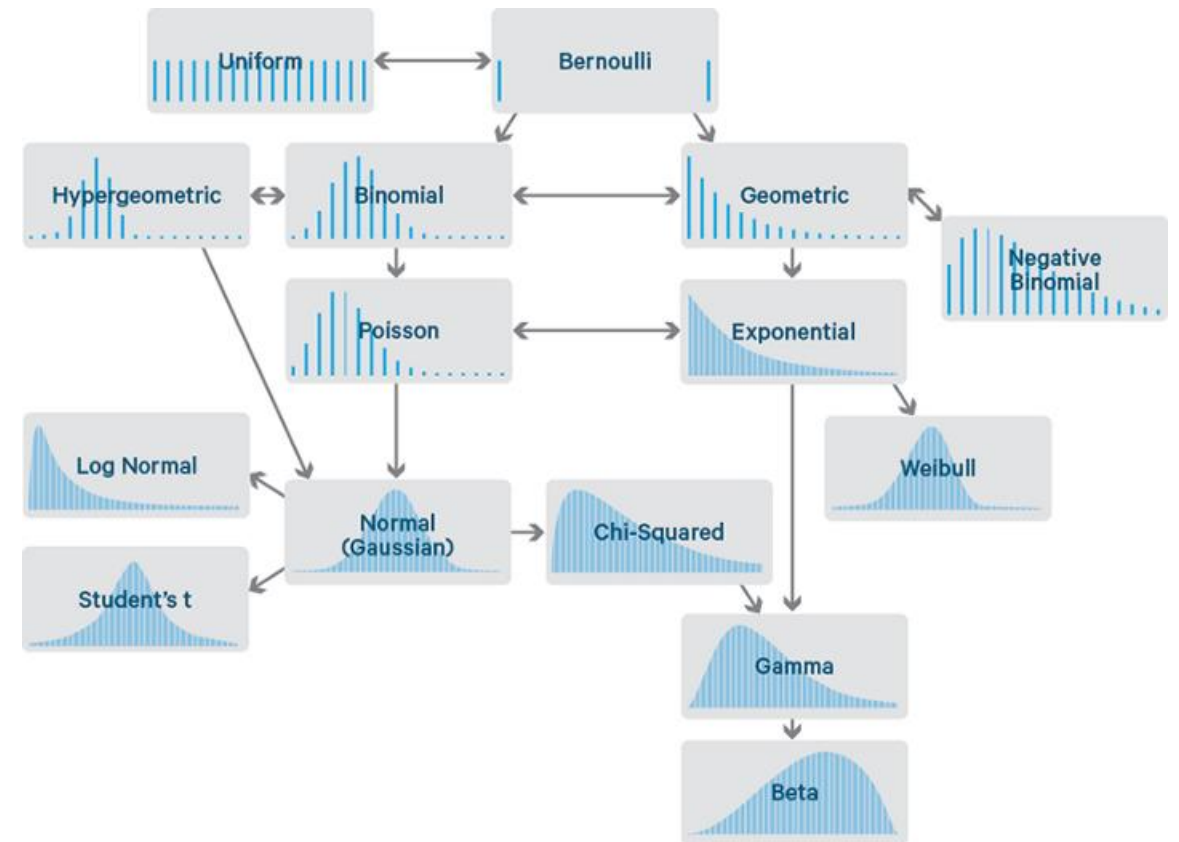 Uniform
Bernoulli
Hypergeometric
Binomial
Geometric
Negative
Binomial
Poisson
Exponential
Log Normal
Weibull
Normal
(Gaussian)
Chi-Squared
Student's t
Gamma
Beta